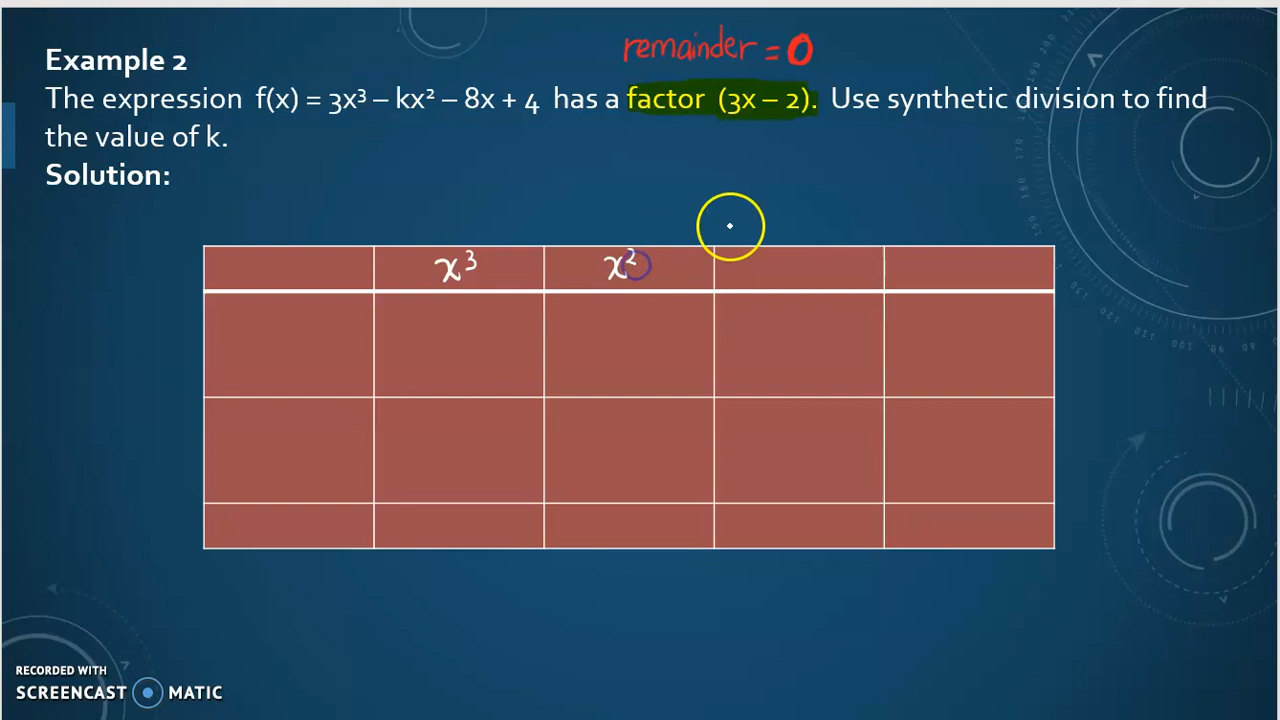 remainder = 0
Example 2
The expression f(x) = 3x³ – kx² – 8x + 4 has a factor (3x – 2). Use synthetic division to find
the value of k.
Solution:
x³ x²
RECORDED WITH
SCREENCAST MATIC